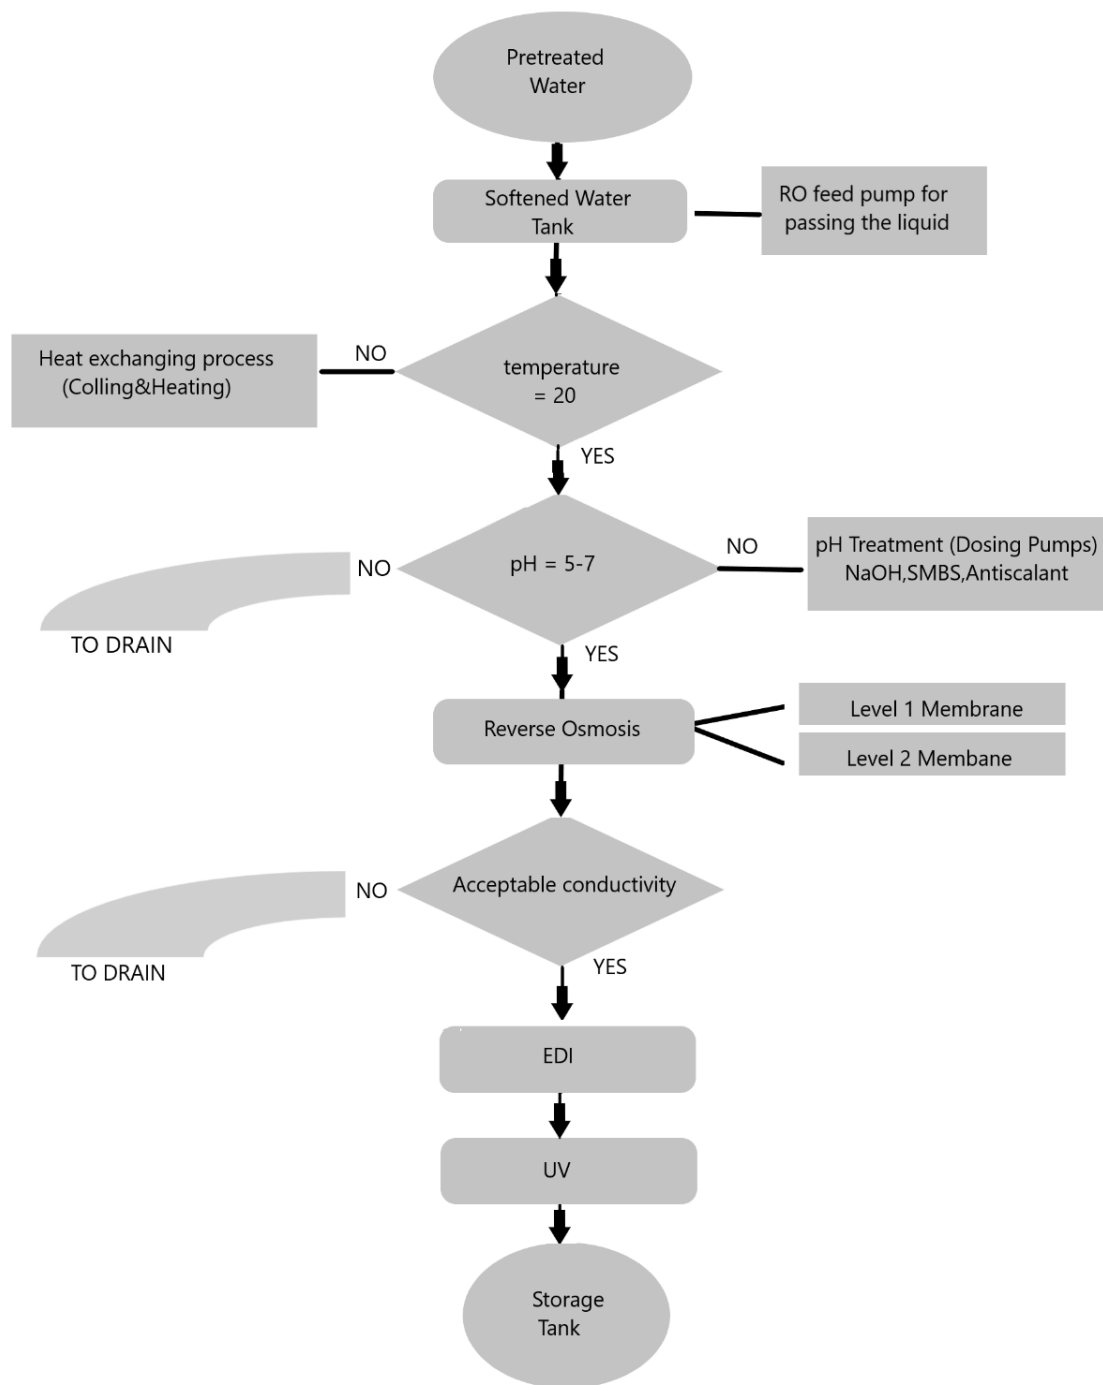 Pretreated
Water
Softened Water
Tank
RO feed pump for
passing the liquid
temperature
= 20
NO
Heat exchanging process
(Colling&Heating)
YES
pH = 5-7
NO
TO DRAIN
NO
pH Treatment (Dosing Pumps)
NaOH,SMBS,Antiscalant
YES
Reverse Osmosis
Level 1 Membrane
Level 2 Membane
Acceptable conductivity
NO
TO DRAIN
YES
EDI
UV
Storage
Tank